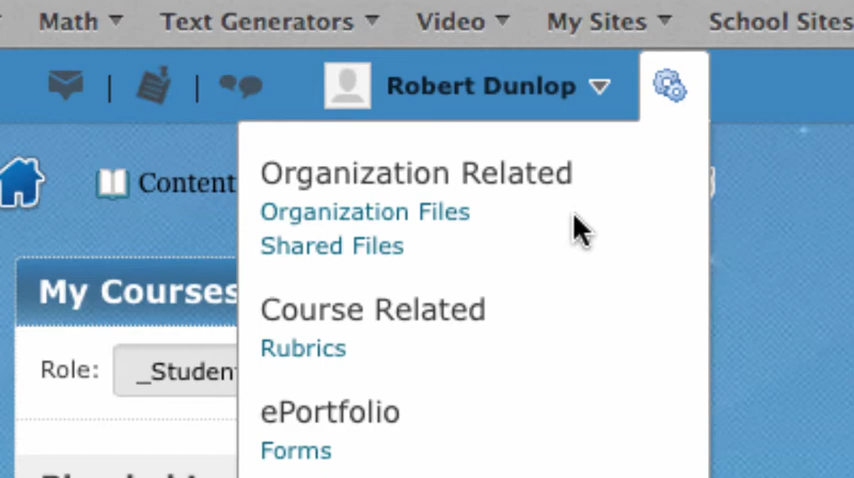 Math Text Generators Video My Sites School Sites
Robert Dunlop
Content
Organization Related
Organization Files
Shared Files
My Courses
Course Related
Rubrics
Role: _Student
ePortfolio
Forms